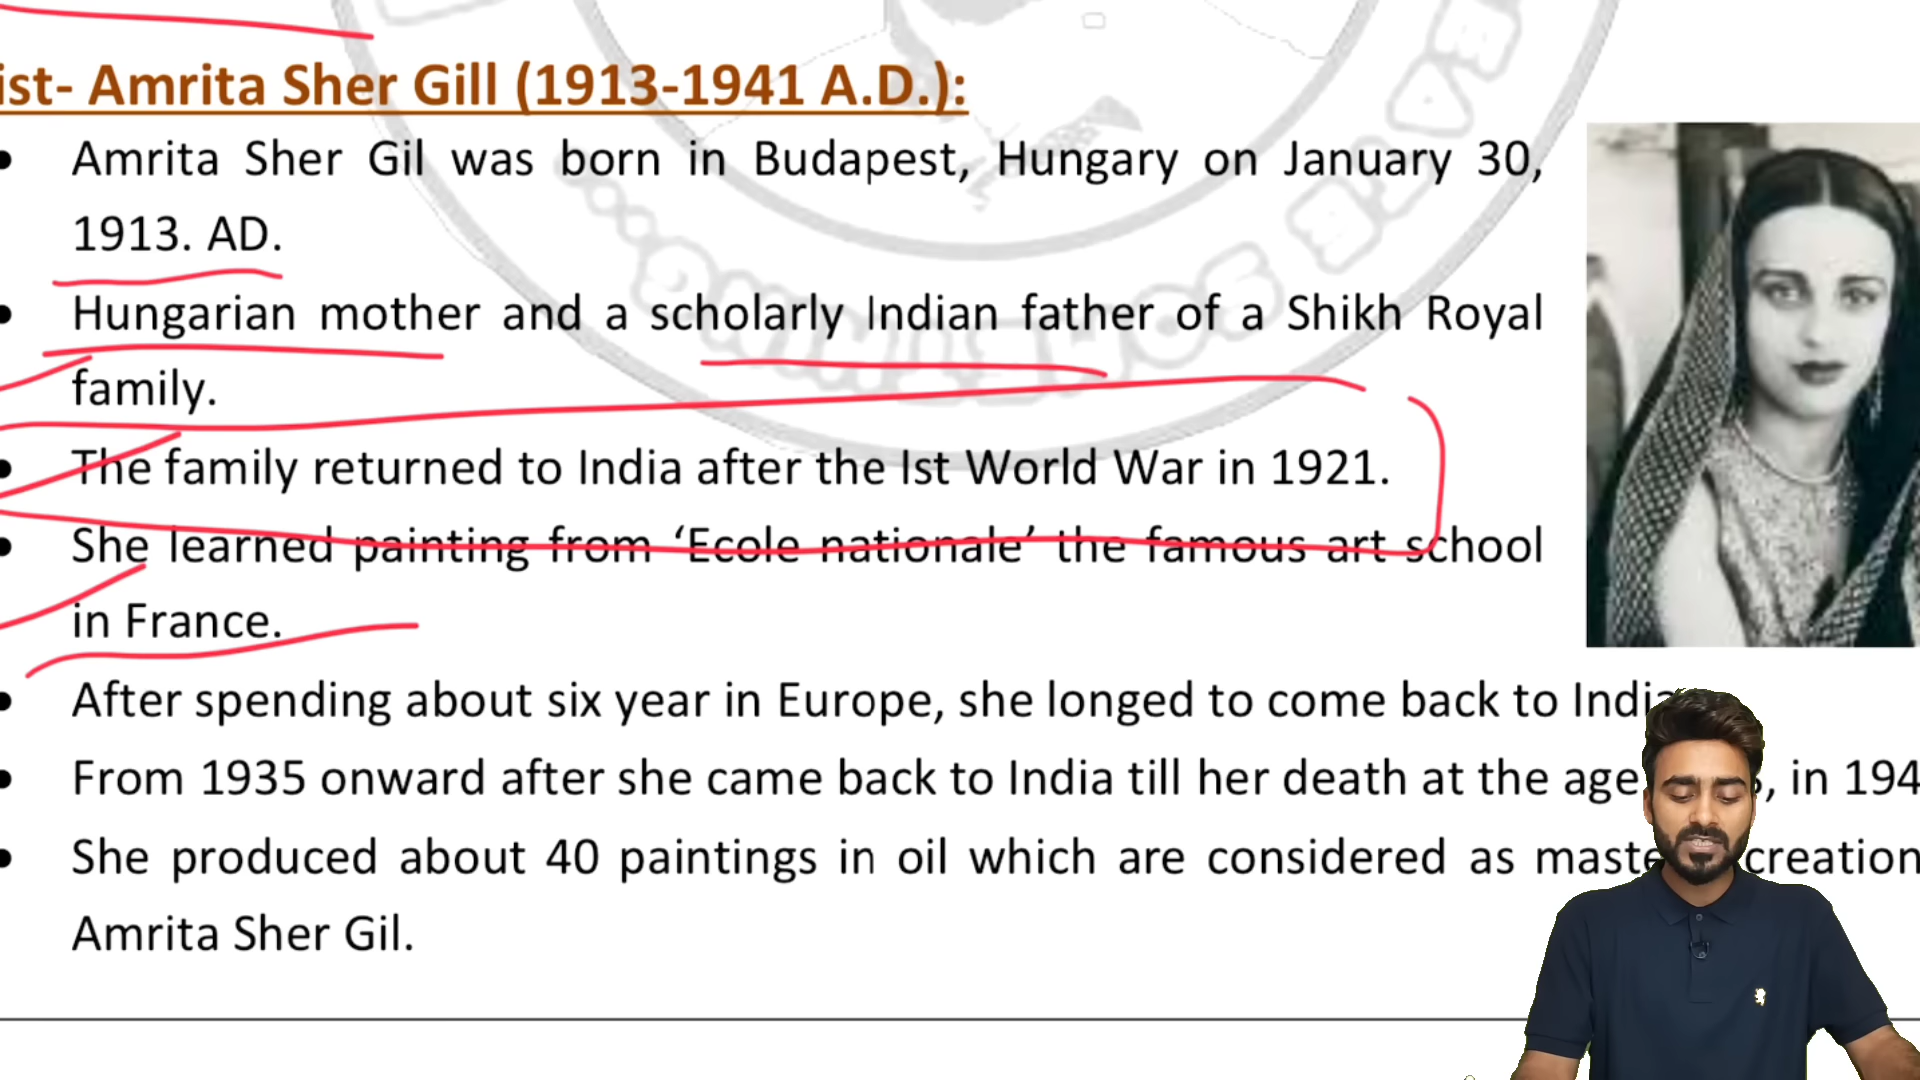 ist- Amrita Sher Gill (1913-1941 A.D.):
• Amrita Sher Gil was born in Budapest, Hungary on January 30,
1913. AD.
• Hungarian mother and a scholarly Indian father of a Shikh Royal
family.
• The family returned to India after the Ist World War in 1921.
• She learned painting from ‘Ecole nationale’ the famous art school
in France.
• After spending about six year in Europe, she longed to come back to
• From 1935 onward after she came back to India till her death at the age in 194
• She produced about 40 paintings in oil which are considered as creation
Amrita Sher Gil.